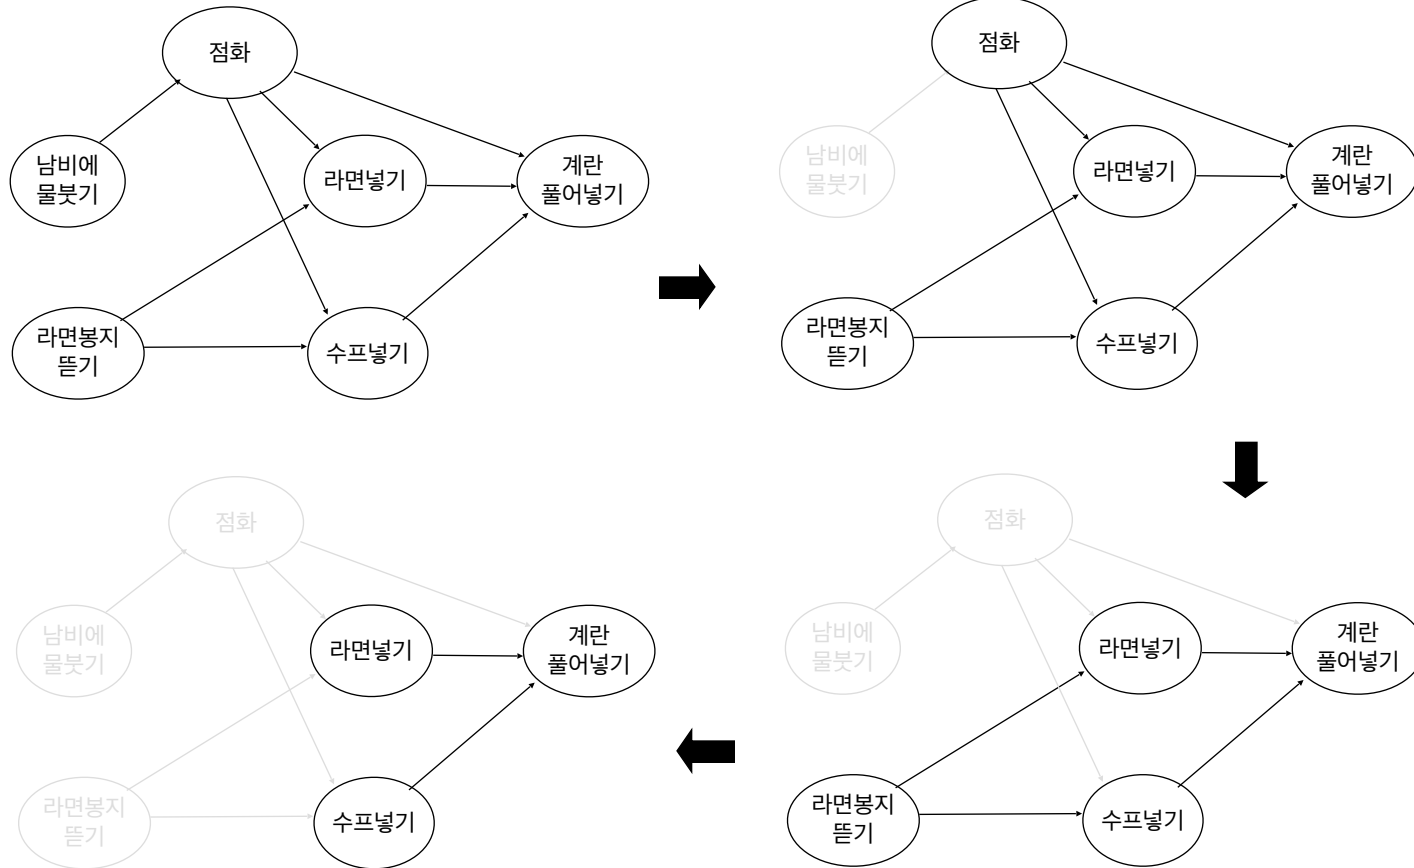 점화
남비에
물붓기
라면넣기
계란
풀어넣기
라면봉지
뜯기
수프넣기
점화
남비에
물붓기
라면넣기
계란
풀어넣기
라면봉지
뜯기
수프넣기
점화
남비에
물붓기
라면넣기
계란
풀어넣기
라면봉지
뜯기
수프넣기
점화
남비에
물붓기
라면넣기
계란
풀어넣기
라면봉지
뜯기
수프넣기